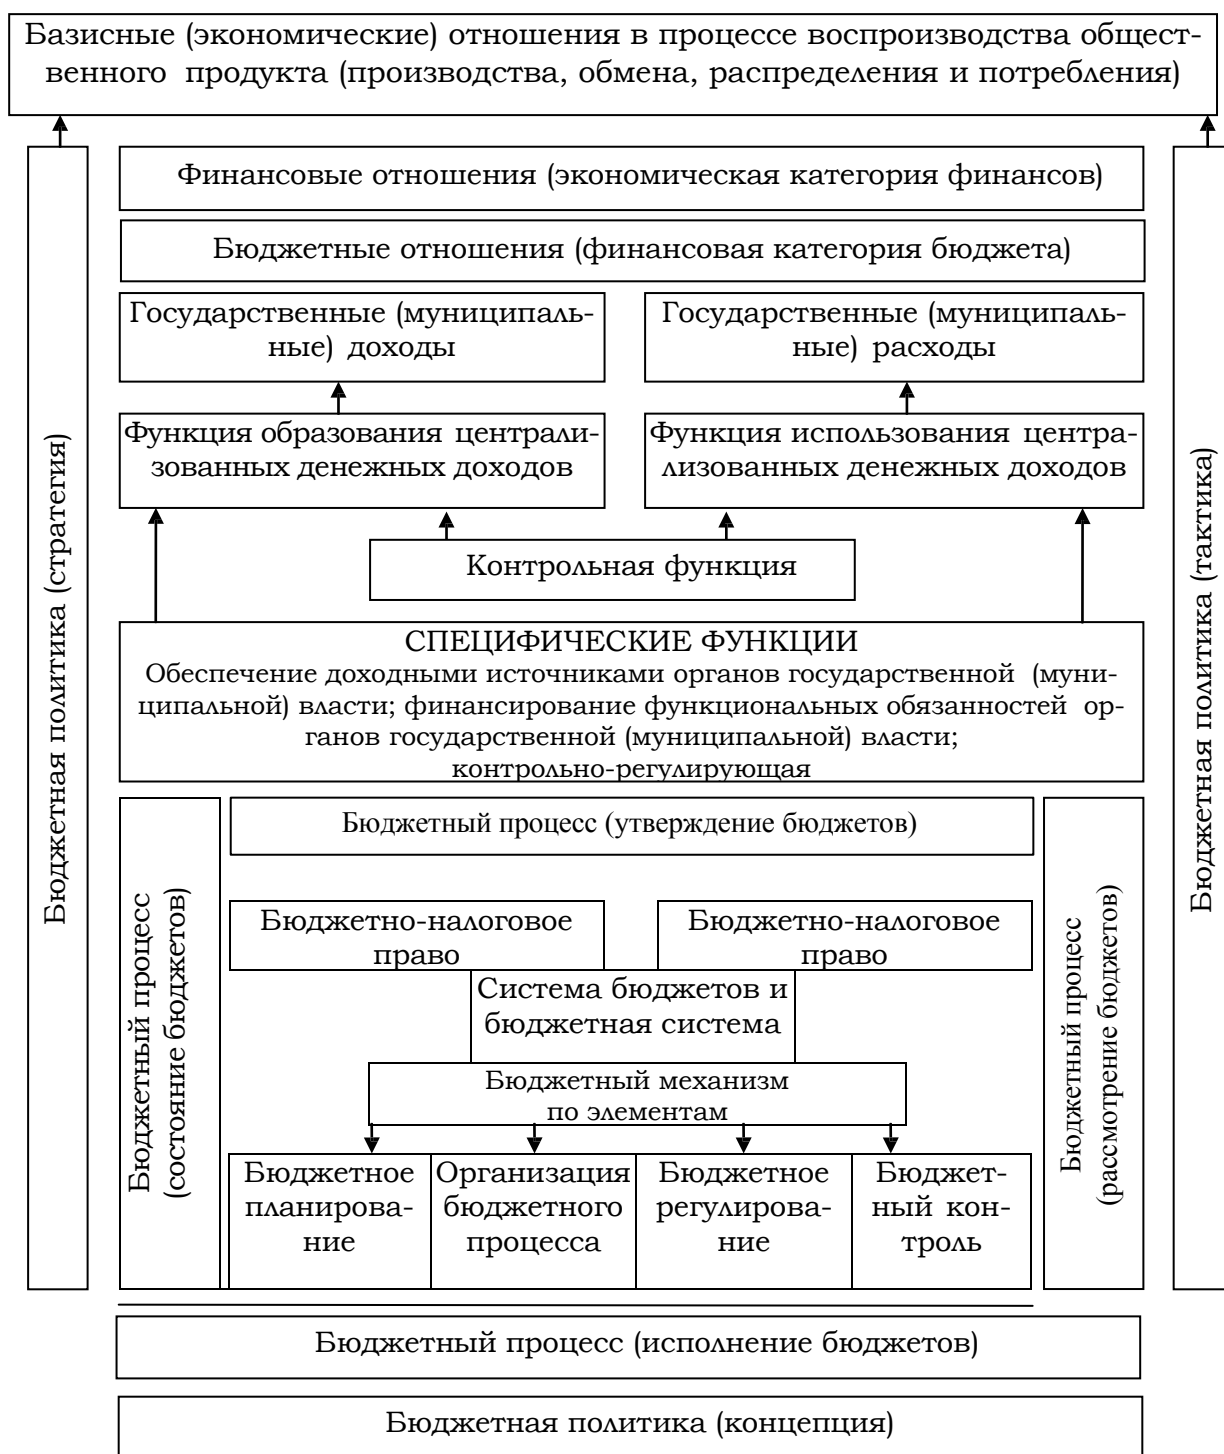 Базисные (экономические) отношения в процессе воспроизводства общест-
венного продукта (производства, обмена, распределения и потребления)
Бюджетная политика (стратегия)
Финансовые отношения (экономическая категория финансов)
Бюджетные отношения (финансовая категория бюджета)
Государственные (муниципаль-
ные) доходы
Государственные (муниципаль-
ные) расходы
Функция образования централи-
зованных денежных доходов
Функция использования центра-
лизованных денежных доходов
Контрольная функция
СПЕЦИФИЧЕСКИЕ ФУНКЦИИ
Обеспечение доходными источниками органов государственной (муни-
ципальной) власти; финансирование функциональных обязанностей ор-
ганов государственной (муниципальной) власти;
контрольно-регулирующая
Бюджетная политика (тактика)
Бюджетный процесс
(состояние бюджетов)
Бюджетный процесс (утверждение бюджетов)
Бюджетно-налоговое
право
Бюджетно-налоговое
право
Система бюджетов и
бюджетная система
Бюджетный механизм
по элементам
Бюджетное
планирова-
ние
Организация
бюджетного
процесса
Бюджетное
регулирова-
ние
Бюджет-
ный кон-
троль
Бюджетный процесс
(рассмотрение бюджетов)
Бюджетный процесс (исполнение бюджетов)
Бюджетная политика (концепция)